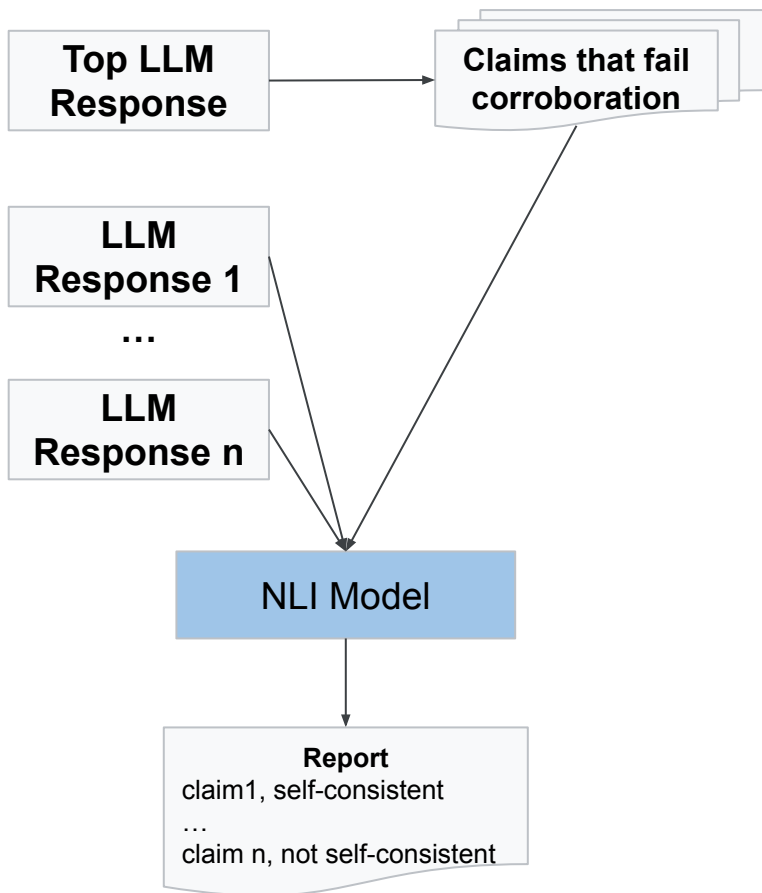 Top LLM
Response
Claims that fail
corroboration
LLM
Response 1
…
LLM
Response n
NLI Model
Report
claim1, self-consistent
…
claim n, not self-consistent